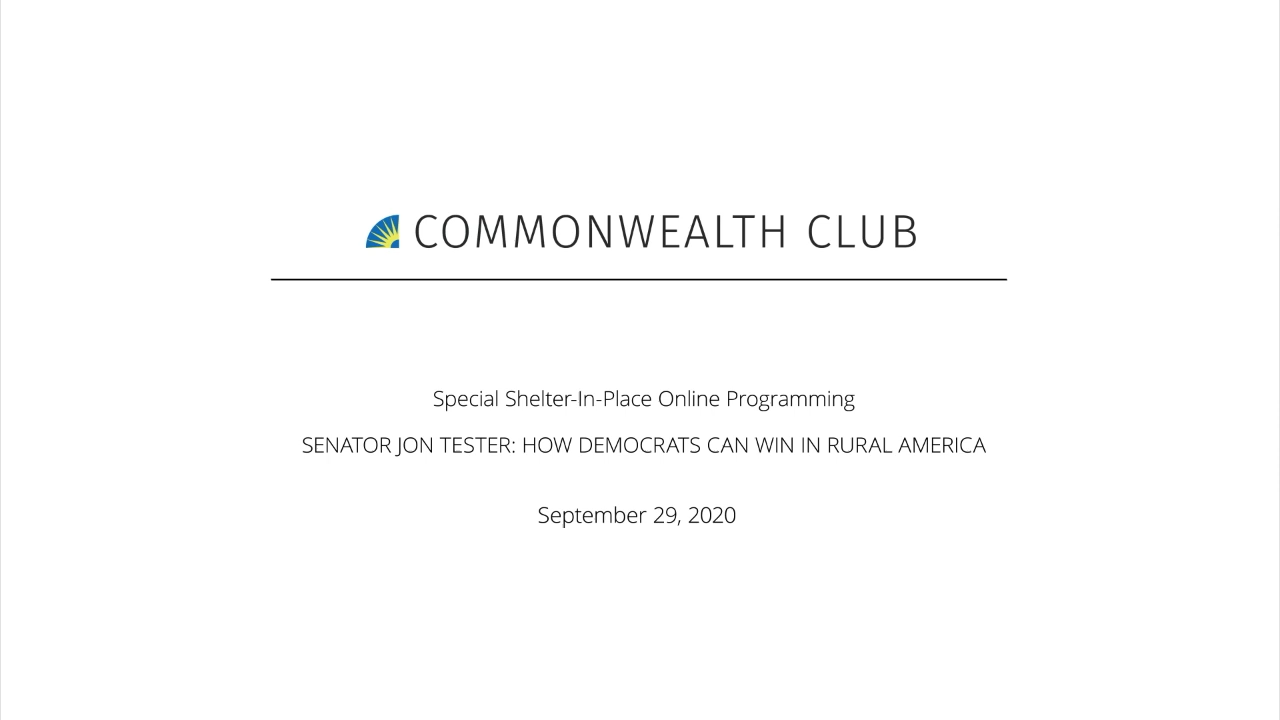 COMMONWEALTH CLUB
Special Shelter-In-Place Online Programming
SENATOR JON TESTER: HOW DEMOCRATS CAN WIN IN RURAL AMERICA
September 29, 2020